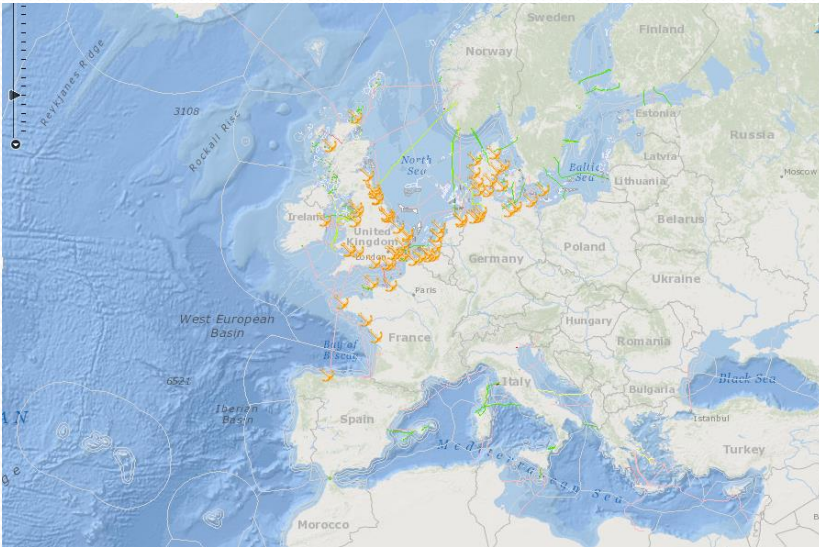 Sweden
Finland
Norway
Reykjanes Ridge
3108
Rockall Rise
Estonia
Russia
North
Sea
Latvia
Moscow
Baltic
Sea
Lithuania
Ireland
Belarus
United
Kingdom
London
Poland
Germany
Ukraine
Paris
West European
Basin
France
Hungary
Romania
Bay of
Biscay
6521
Italy
Black Sea
Bulgaria
Iberian
Basin
AN
Spain
Istanbul
Mediterranean Sea
Turkey
ge
Morocco